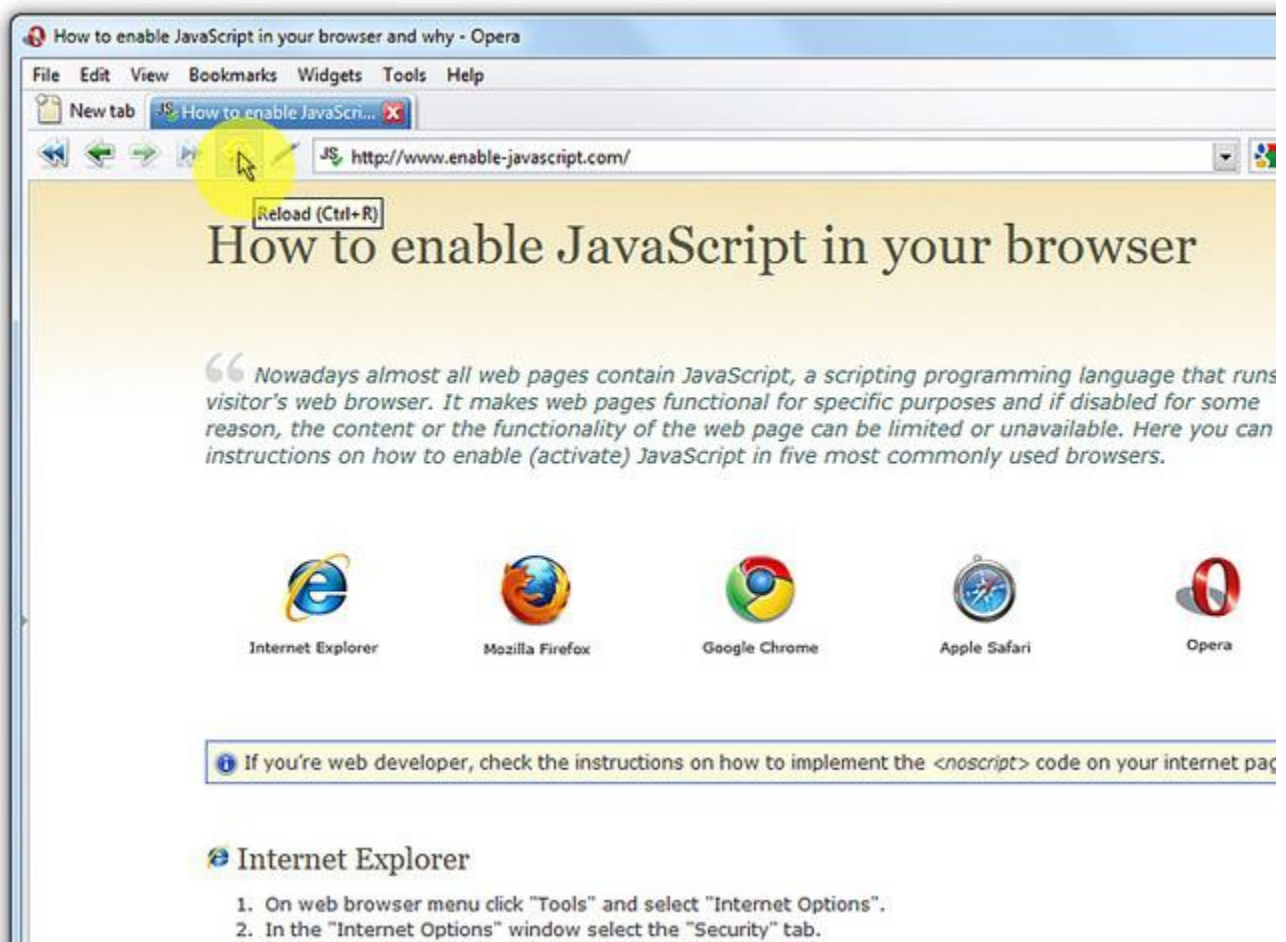 How to enable JavaScript in your browser and why - Opera
File Edit View Bookmarks Widgets Tools Help
New tab JS How to enable JavaScri...
JS http://www.enable-javascript.com/
Reload (Ctrl+R)
How to enable JavaScript in your browser
“ Nowadays almost all web pages contain JavaScript, a scripting programming language that runs
visitor's web browser. It makes web pages functional for specific purposes and if disabled for some
reason, the content or the functionality of the web page can be limited or unavailable. Here you can
instructions on how to enable (activate) JavaScript in five most commonly used browsers.
Internet Explorer Mozilla Firefox Google Chrome Apple Safari Opera
If you're web developer, check the instructions on how to implement the <noscript> code on your internet pag
Internet Explorer
1. On web browser menu click "Tools" and select "Internet Options".
2. In the "Internet Options" window select the "Security" tab.